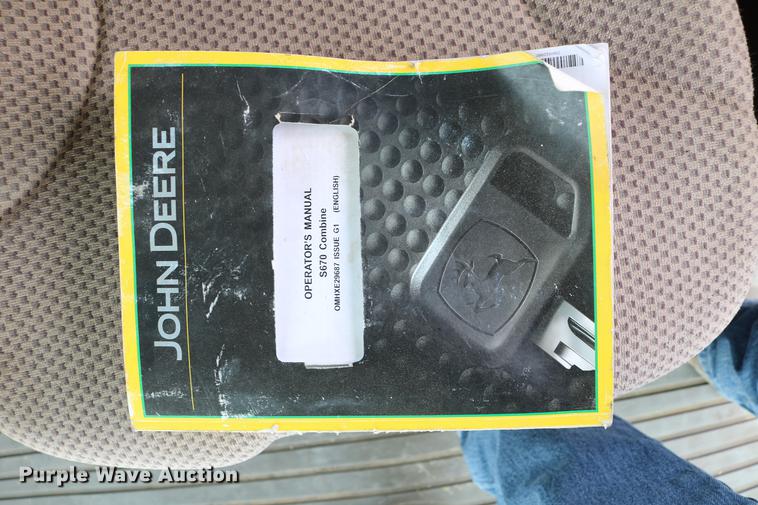 JOHN DEERE
OPERATOR'S MANUAL
S670 Combine
OMHXE29687 ISSUE G1 (ENGLISH)
Purple Wave Auction